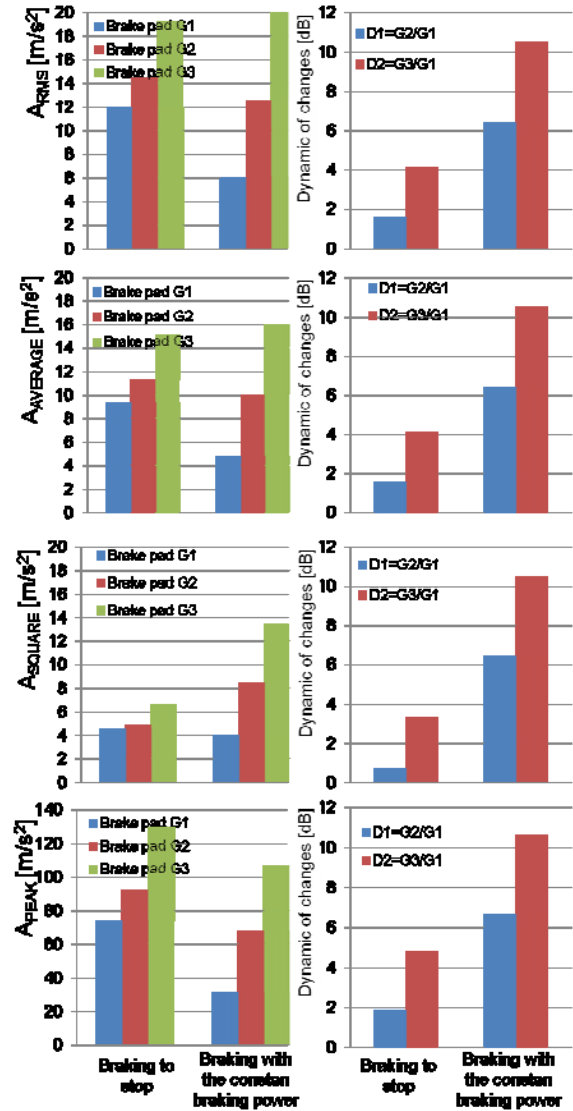 A_RMS [m/s²]
20
18
16
14
12
10
8
6
4
2
0
Brake pad G1
Brake pad G2
Brake pad G3
Dynamic of changes [dB]
12
10
8
6
4
2
0
D1=G2/G1
D2=G3/G1
A_AVERAGE [m/s²]
20
18
16
14
12
10
8
6
4
2
0
Brake pad G1
Brake pad G2
Brake pad G3
Dynamic of changes [dB]
12
10
8
6
4
2
0
D1=G2/G1
D2=G3/G1
A_SQUARE [m/s²]
20
18
16
14
12
10
8
6
4
2
0
Brake pad G1
Brake pad G2
Brake pad G3
Dynamic of changes [dB]
12
10
8
6
4
2
0
D1=G2/G1
D2=G3/G1
A_PEAK [m/s²]
140
120
100
80
60
40
20
0
Brake pad G1
Brake pad G2
Brake pad G3
Braking to
stop
Braking with
the constan
braking power
Dynamic of changes [dB]
12
10
8
6
4
2
0
D1=G2/G1
D2=G3/G1
Braking to
stop
Braking with
the constan
braking power